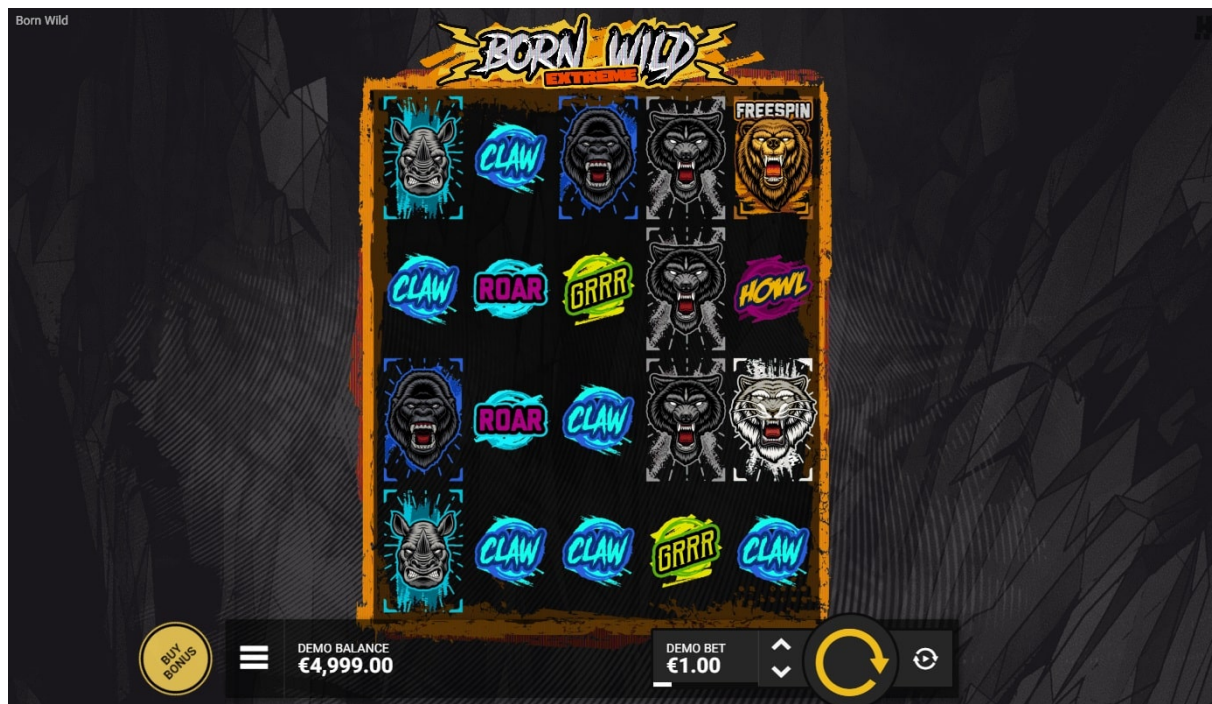 Born Wild
BORN WILD
EXTREME
CLAW
FREESPIN
CLAW
ROAR
GRRR
HOWL
ROAR
CLAW
CLAW
CLAW
GRRR
CLAW
BUY
BONUS
DEMO BALANCE
€4,999.00
DEMO BET
€1.00